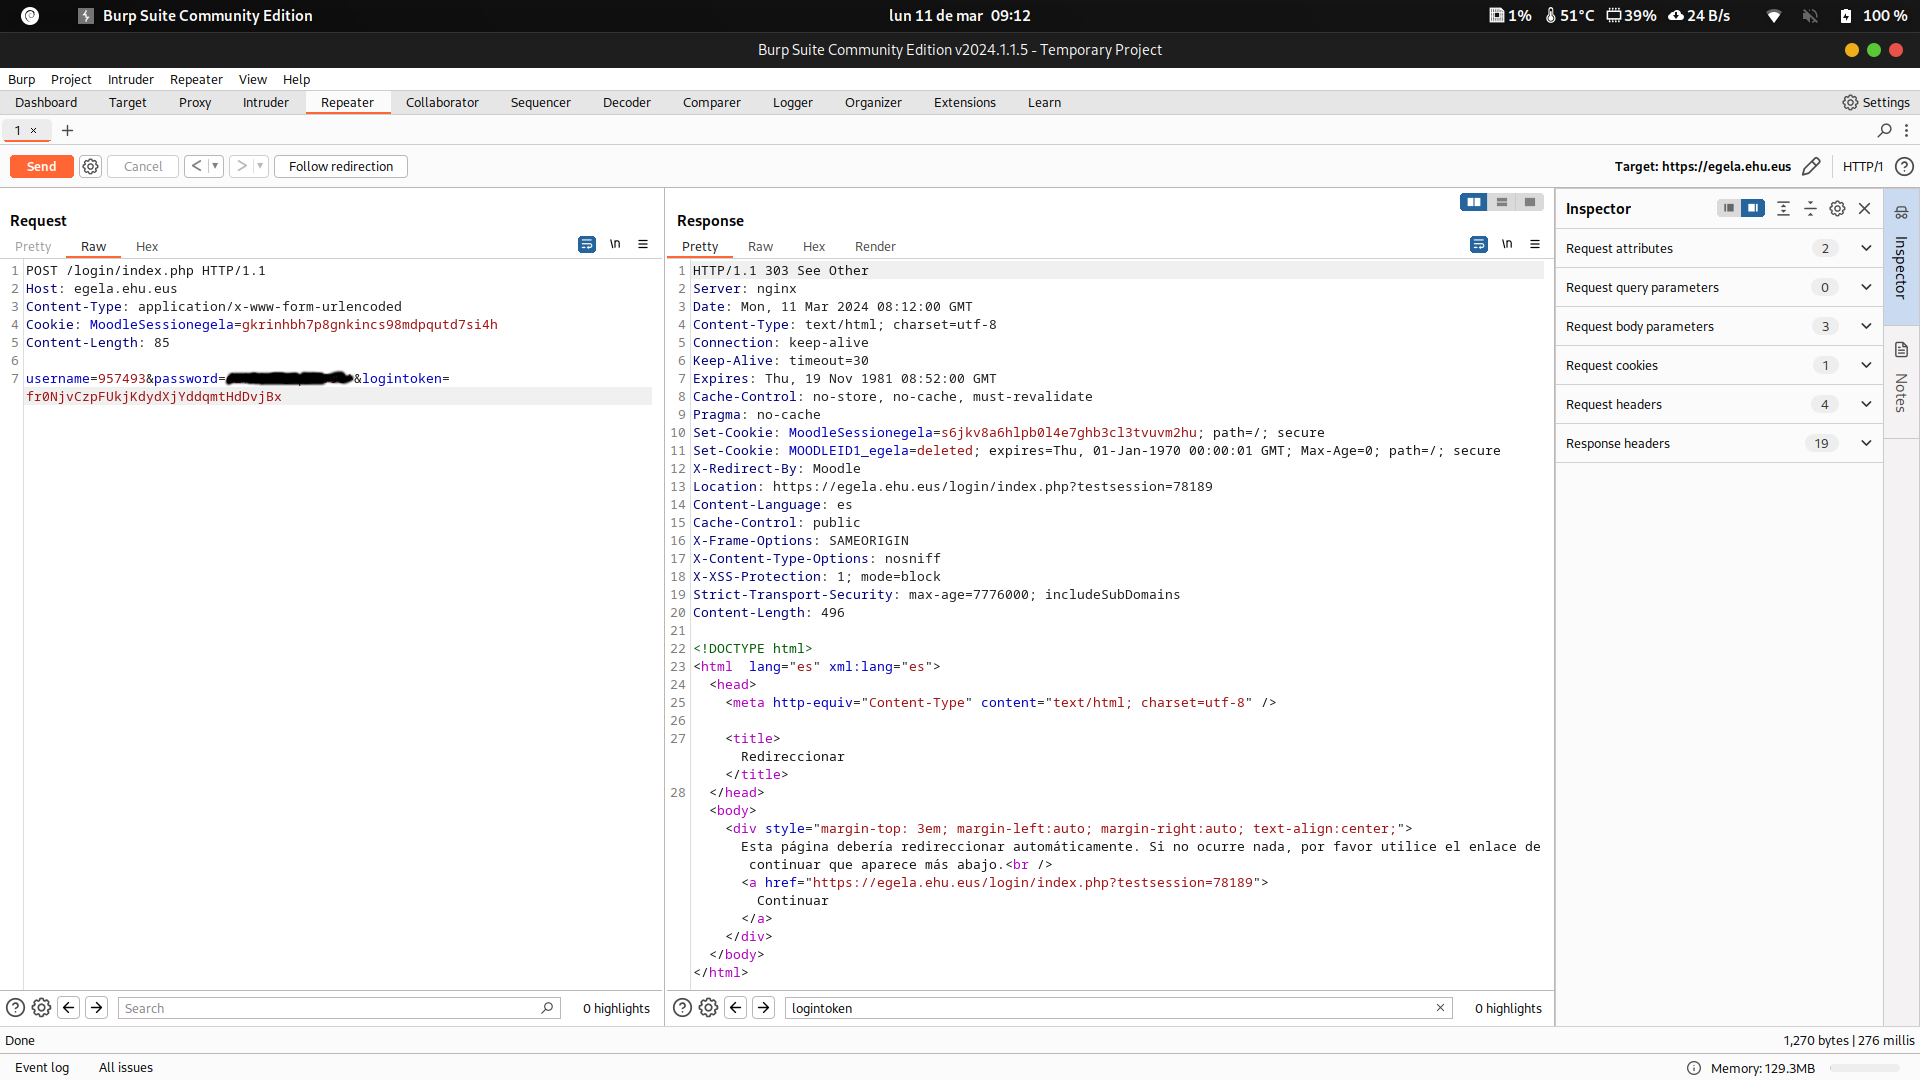 Burp Suite Community Edition
lun 11 de mar 09:12
1% 51°C 39% 24 B/s 100 %
Burp Suite Community Edition v2024.1.1.5 - Temporary Project
Burp Project Intruder Repeater View Help
Dashboard Target Proxy Intruder Repeater Collaborator Sequencer Decoder Comparer Logger Organizer Extensions Learn Settings
1 × +
Send Cancel < > Follow redirection Target: https://egela.ehu.eus HTTP/1
Request
Pretty Raw Hex \n
1 POST /login/index.php HTTP/1.1
2 Host: egela.ehu.eus
3 Content-Type: application/x-www-form-urlencoded
4 Cookie: MoodleSessionegela=gkrinhbh7p8gnkincs98mdpqutd7si4h
5 Content-Length: 85
6
7 username=957493&password= &logintoken=
fr0NjvCzpFUkjKdydXjYddqmtHdDvjBx
Search 0 highlights
Response
Pretty Raw Hex Render \n
1 HTTP/1.1 303 See Other
2 Server: nginx
3 Date: Mon, 11 Mar 2024 08:12:00 GMT
4 Content-Type: text/html; charset=utf-8
5 Connection: keep-alive
6 Keep-Alive: timeout=30
7 Expires: Thu, 19 Nov 1981 08:52:00 GMT
8 Cache-Control: no-store, no-cache, must-revalidate
9 Pragma: no-cache
10 Set-Cookie: MoodleSessionegela=s6jkv8a6hlpb0l4e7ghb3cl3tvuvm2hu; path=/; secure
11 Set-Cookie: MOODLEID1_egela=deleted; expires=Thu, 01-Jan-1970 00:00:01 GMT; Max-Age=0; path=/; secure
12 X-Redirect-By: Moodle
13 Location: https://egela.ehu.eus/login/index.php?testsession=78189
14 Content-Language: es
15 Cache-Control: public
16 X-Frame-Options: SAMEORIGIN
17 X-Content-Type-Options: nosniff
18 X-XSS-Protection: 1; mode=block
19 Strict-Transport-Security: max-age=7776000; includeSubDomains
20 Content-Length: 496
21
22 <!DOCTYPE html>
23 <html  lang="es" xml:lang="es">
24 <head>
25 <meta http-equiv="Content-Type" content="text/html; charset=utf-8" />
26
27 <title>
Redireccionar
</title>
28 </head>
<body>
<div style="margin-top: 3em; margin-left:auto; margin-right:auto; text-align:center;">
Esta página debería redireccionar automáticamente. Si no ocurre nada, por favor utilice el enlace de
continuar que aparece más abajo.<br />
<a href="https://egela.ehu.eus/login/index.php?testsession=78189">
Continuar
</a>
</div>
</body>
</html>
logintoken × 0 highlights
Inspector
Request attributes 2
Request query parameters 0
Request body parameters 3
Request cookies 1
Request headers 4
Response headers 19
Inspector
Notes
Done 1,270 bytes | 276 millis
Event log All issues Memory: 129.3MB